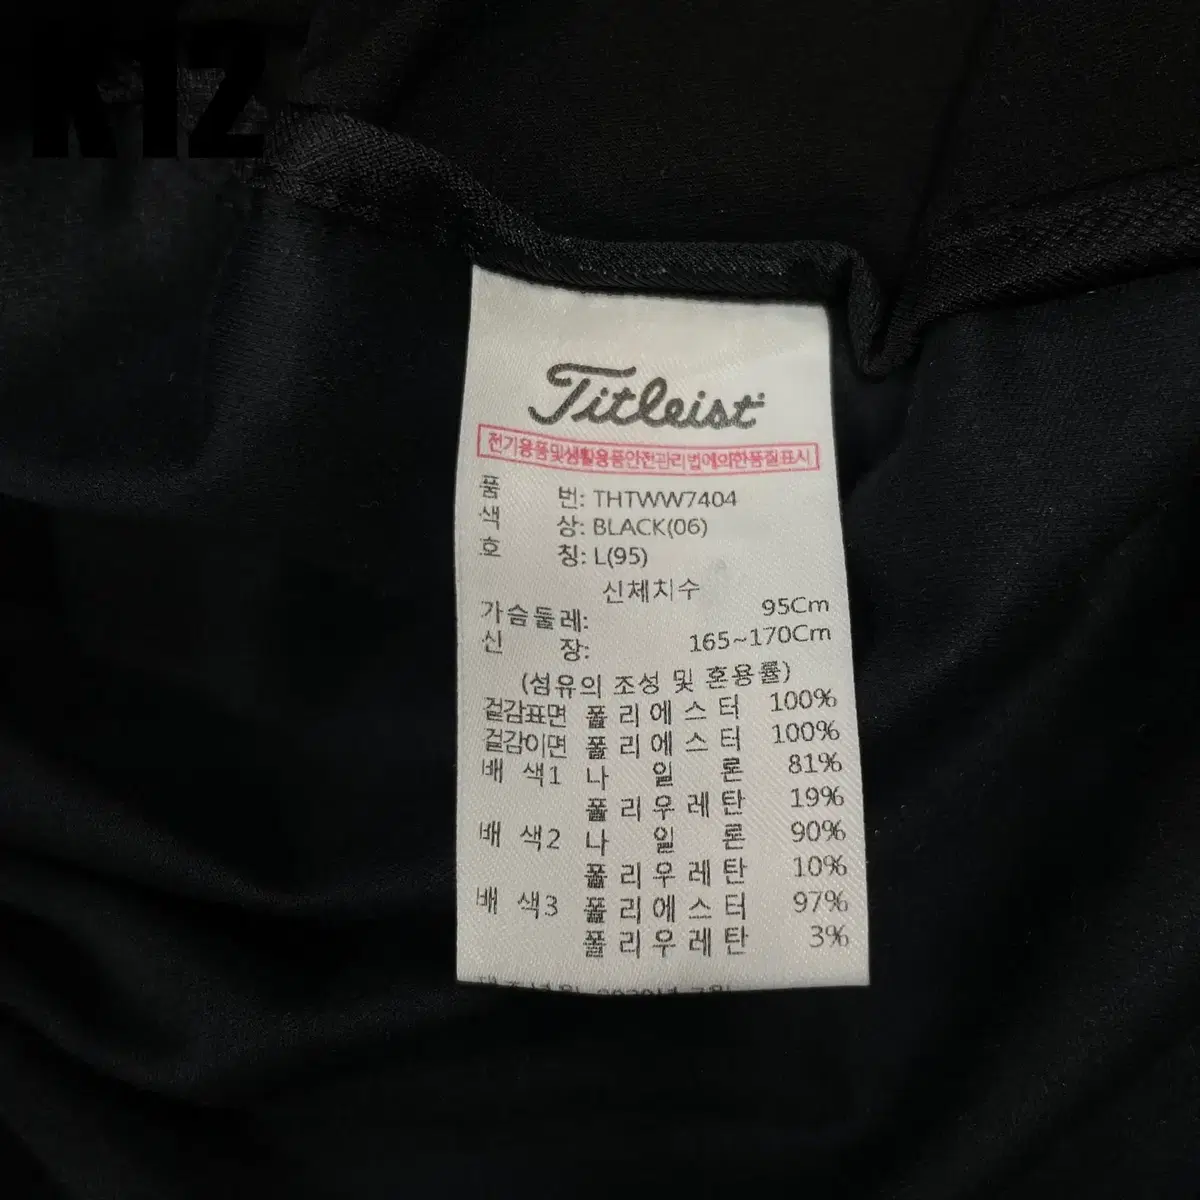 K12
Titleist
전기용품및생활용품안전관리법에의한품질표시
품 번: THTWW7404
색 상: BLACK(06)
호 칭: L(95)
신체치수
가슴둘레: 95Cm
신 장: 165~170Cm
(섬유의 조성 및 혼용률)
겉감표면 폴리에스터 100%
겉감이면 폴리에스터 100%
배 색1 나 일 론 81%
폴리우레탄 19%
배 색2 나 일 론 90%
폴리우레탄 10%
배 색3 폴리에스터 97%
폴리우레탄 3%